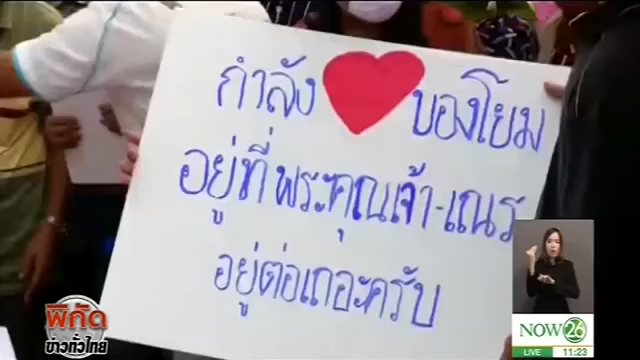 กำลัง ของโยม
อยู่ที่พระคุณเจ้า-เณร
อยู่ต่อเถอะครับ
พิกัด
ข่าวทั่วไทย
NOW26
LIVE 11:23